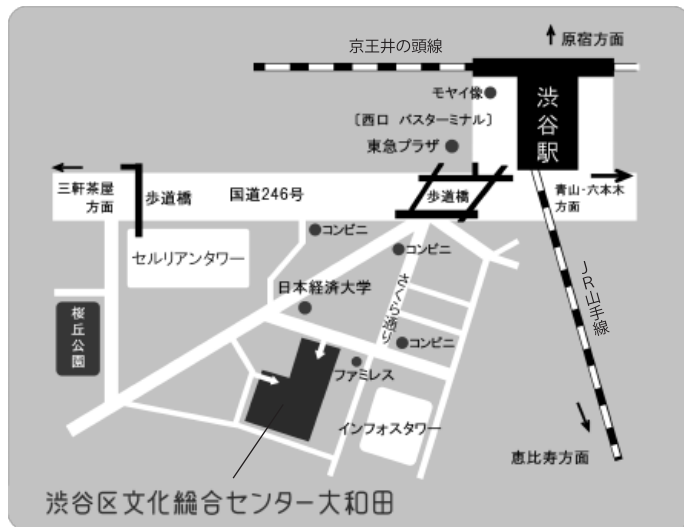 京王井の頭線
原宿方面
モヤイ像
渋谷駅
〔西口 バスターミナル〕
東急プラザ
三軒茶屋
方面
歩道橋
国道246号
歩道橋
青山・六本木
方面
コンビニ
コンビニ
セルリアンタワー
日本経済大学
さくら通り
JR山手線
桜丘公園
コンビニ
ファミレス
インフォスタワー
恵比寿方面
渋谷区文化総合センター大和田